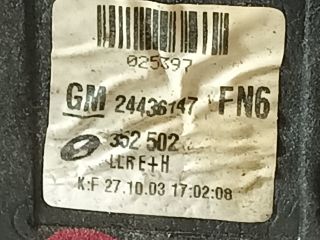 025397
GM 24436147 FN6
352 502
LLRE+H
K:F 27.10.03 17:02:08